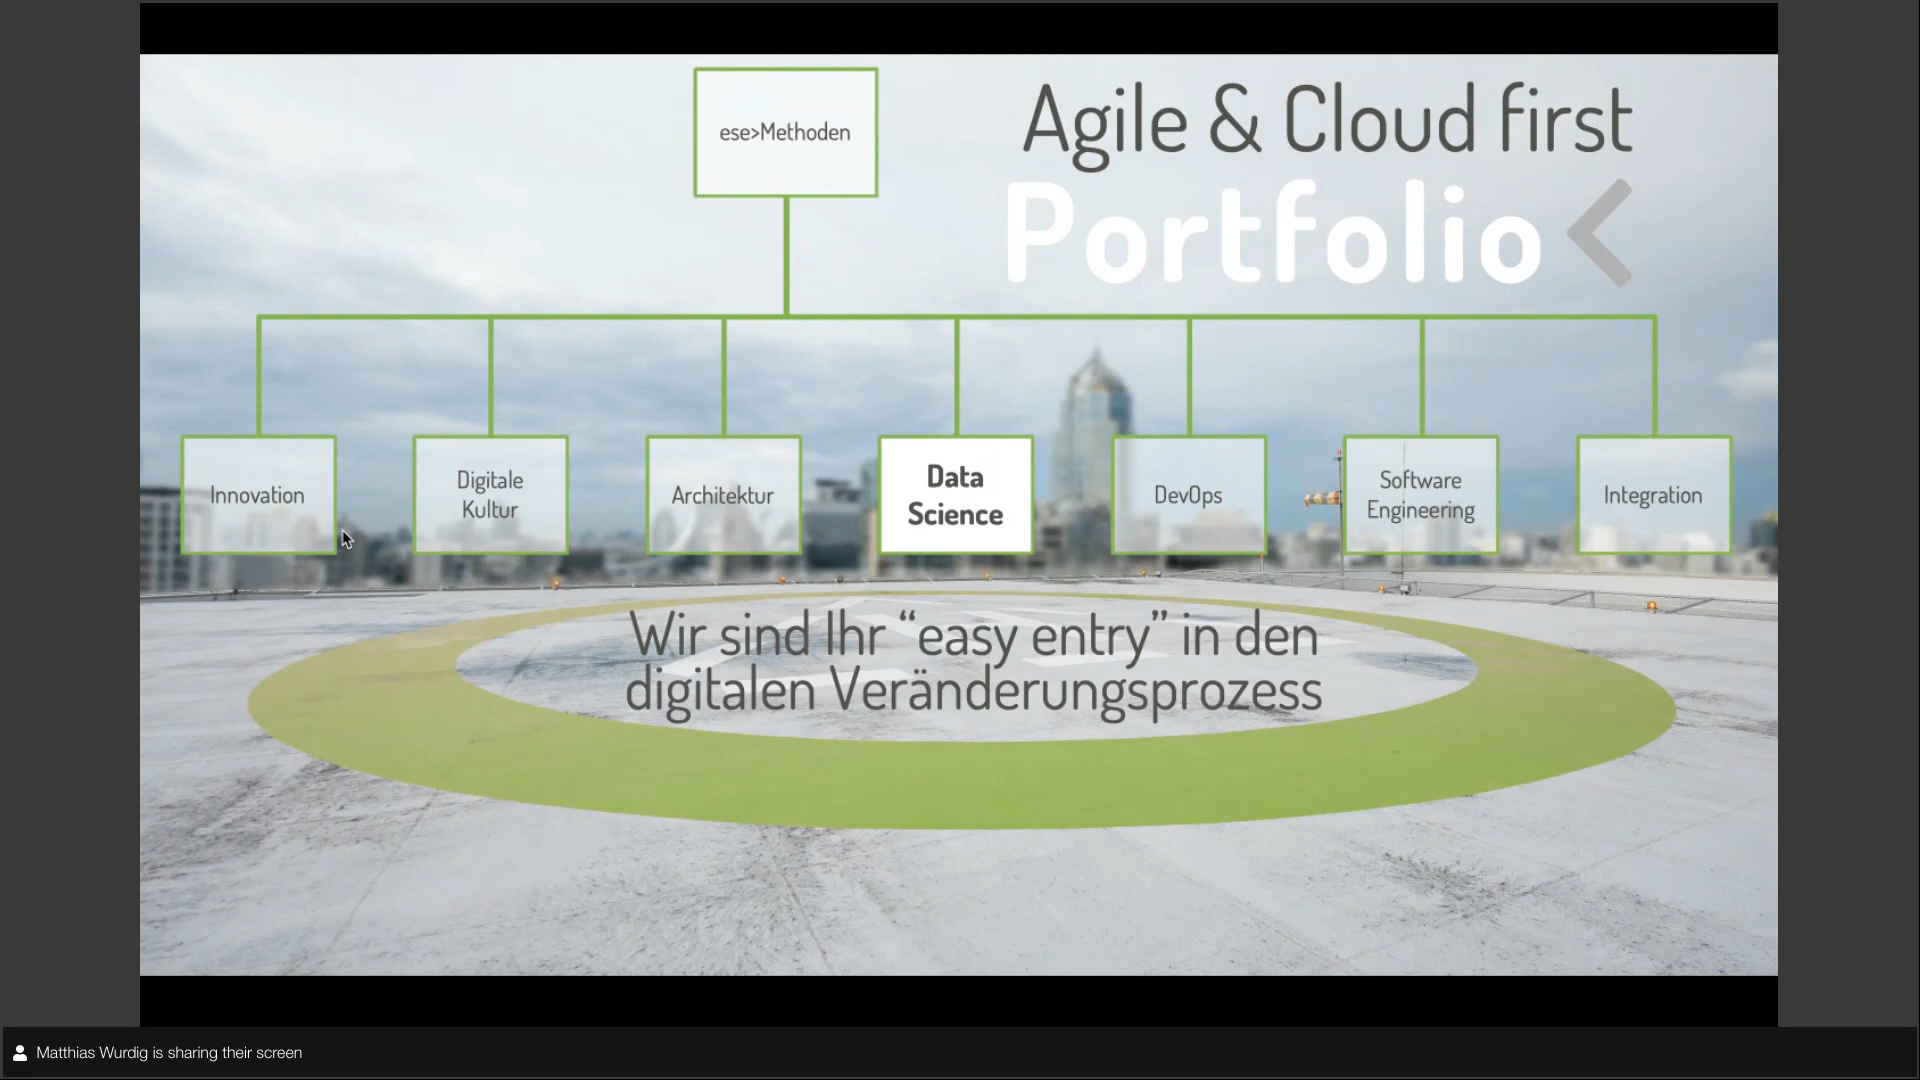 ese>Methoden
Agile & Cloud first
Portfolio
Innovation
Digitale
Kultur
Architektur
Data
Science
DevOps
Software
Engineering
Integration
Wir sind Ihr “easy entry” in den
digitalen Veränderungsprozess
Matthias Wurdig is sharing their screen